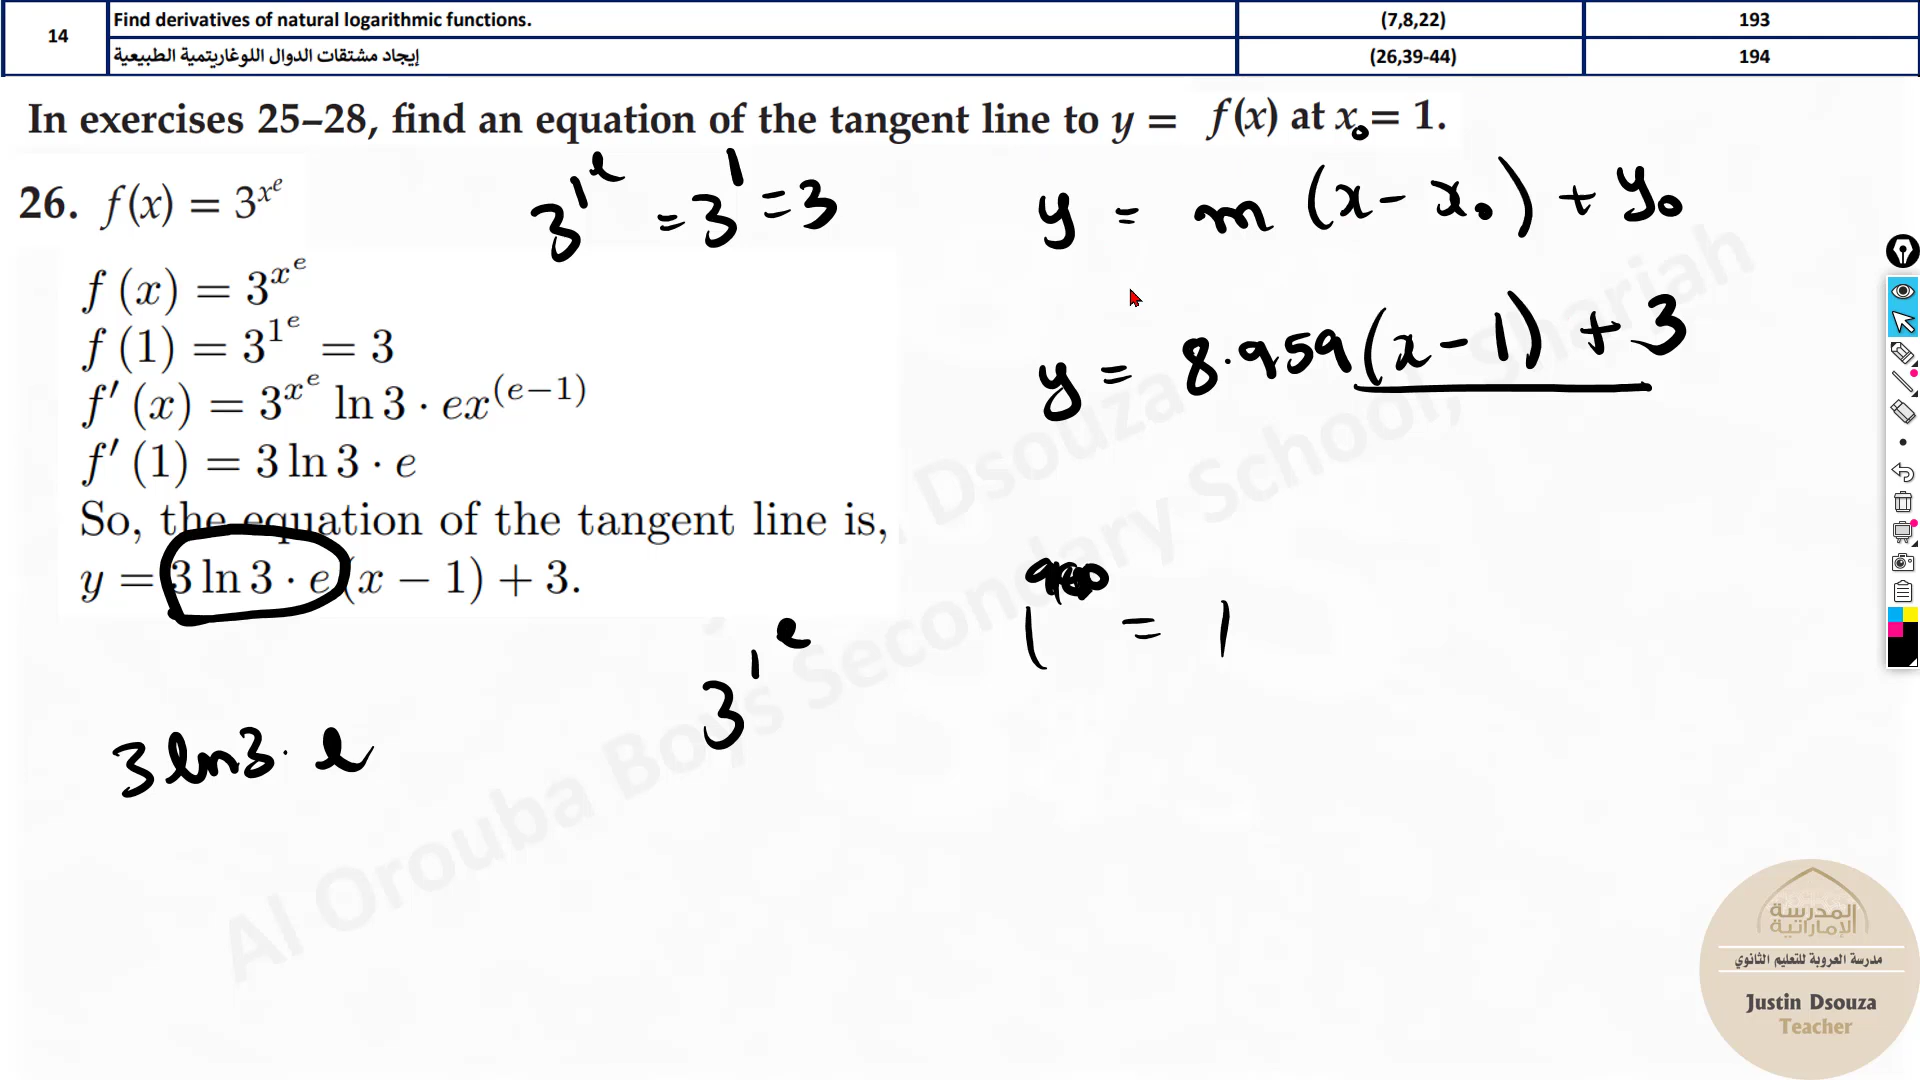 14
Find derivatives of natural logarithmic functions. (7,8,22) 193
إيجاد مشتقات الدوال اللوغاريتمية الطبيعية (26,39-44) 194
In exercises 25–28, find an equation of the tangent line to y = f(x) at x₀ = 1.
26. f(x) = 3^{x^e}
3^{1^e} = 3^1 = 3
y = m (x - x₀) + y₀
f (x) = 3^{x^e}
f (1) = 3^{1^e} = 3
f′ (x) = 3^{x^e} ln 3 · ex^{(e−1)}
f′ (1) = 3 ln 3 · e
y = 8.959 (x - 1) + 3
So, the equation of the tangent line is,
y = 3 ln 3 · e (x − 1) + 3.
= 1
3^{1^e}
3 ln3 · e
Al Orouba Boys Secondary School, Sharjah
Dsouza
المدرسة
الإماراتية
مدرسة العروبة للتعليم الثانوي
Justin Dsouza
Teacher